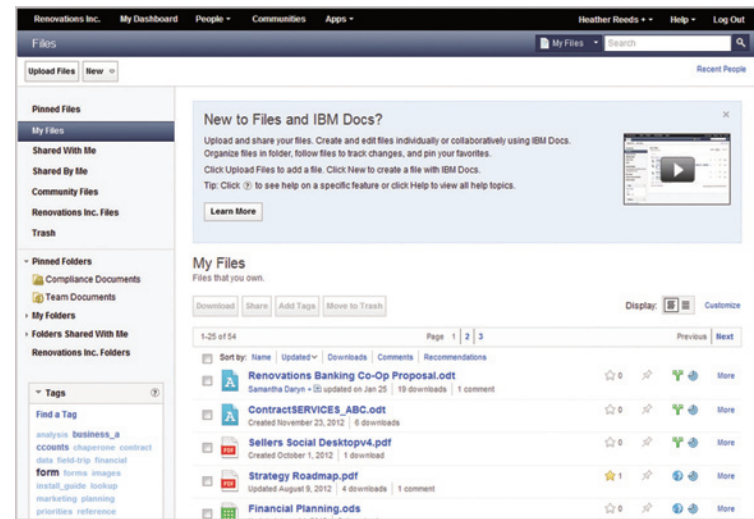 Renovations Inc. My Dashboard People Communities Apps Heather Reeds Help Log Out
Files My Files Search
Upload Files New Recent People
Pinned Files
My Files
Shared With Me
Shared By Me
Community Files
Renovations Inc. Files
Trash
Pinned Folders
Compliance Documents
Team Documents
My Folders
Folders Shared With Me
Renovations Inc. Folders
Tags ?
Find a Tag
analysis business_a
ccounts chaperone contract
data field-trip financial
form forms images
install_guide lookup
marketing planning
priorities reference
New to Files and IBM Docs?
Upload and share your files. Create and edit files individually or collaboratively using IBM Docs.
Organize files in folder, follow files to track changes, and pin your favorites.
Click Upload Files to add a file. Click New to create a file with IBM Docs.
Tip: Click ? to see help on a specific feature or click Help to view all help topics.
Learn More
My Files
Files that you own.
Download Share Add Tags Move to Trash Display: Customize
1-25 of 54 Page 1 2 3 Previous Next
Sort by: Name Updated Downloads Comments Recommendations
Renovations Banking Co-Op Proposal.odt 0 More
Samantha Daryn updated on Jan 25 19 downloads 1 comment
ContractSERVICES_ABC.odt 0 More
Created November 23, 2012 6 downloads
PDF Sellers Social Desktopv4.pdf 0 More
Created October 1, 2012 1 download
PDF Strategy Roadmap.pdf 1 More
Updated August 9, 2012 4 downloads 1 comment
Financial Planning.ods 0 More